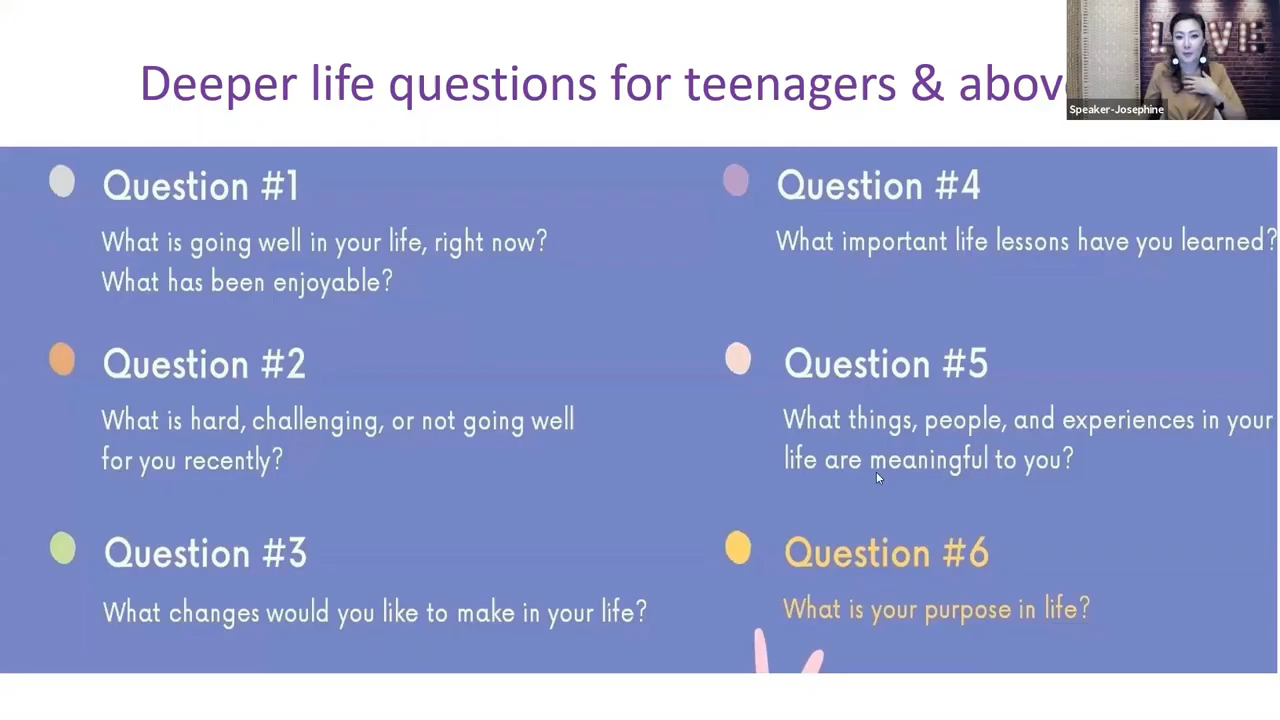 Deeper life questions for teenagers & above
LOVE
Speaker-Josephine
Question #1
What is going well in your life, right now?
What has been enjoyable?
Question #2
What is hard, challenging, or not going well
for you recently?
Question #3
What changes would you like to make in your life?
Question #4
What important life lessons have you learned?
Question #5
What things, people, and experiences in your
life are meaningful to you?
Question #6
What is your purpose in life?